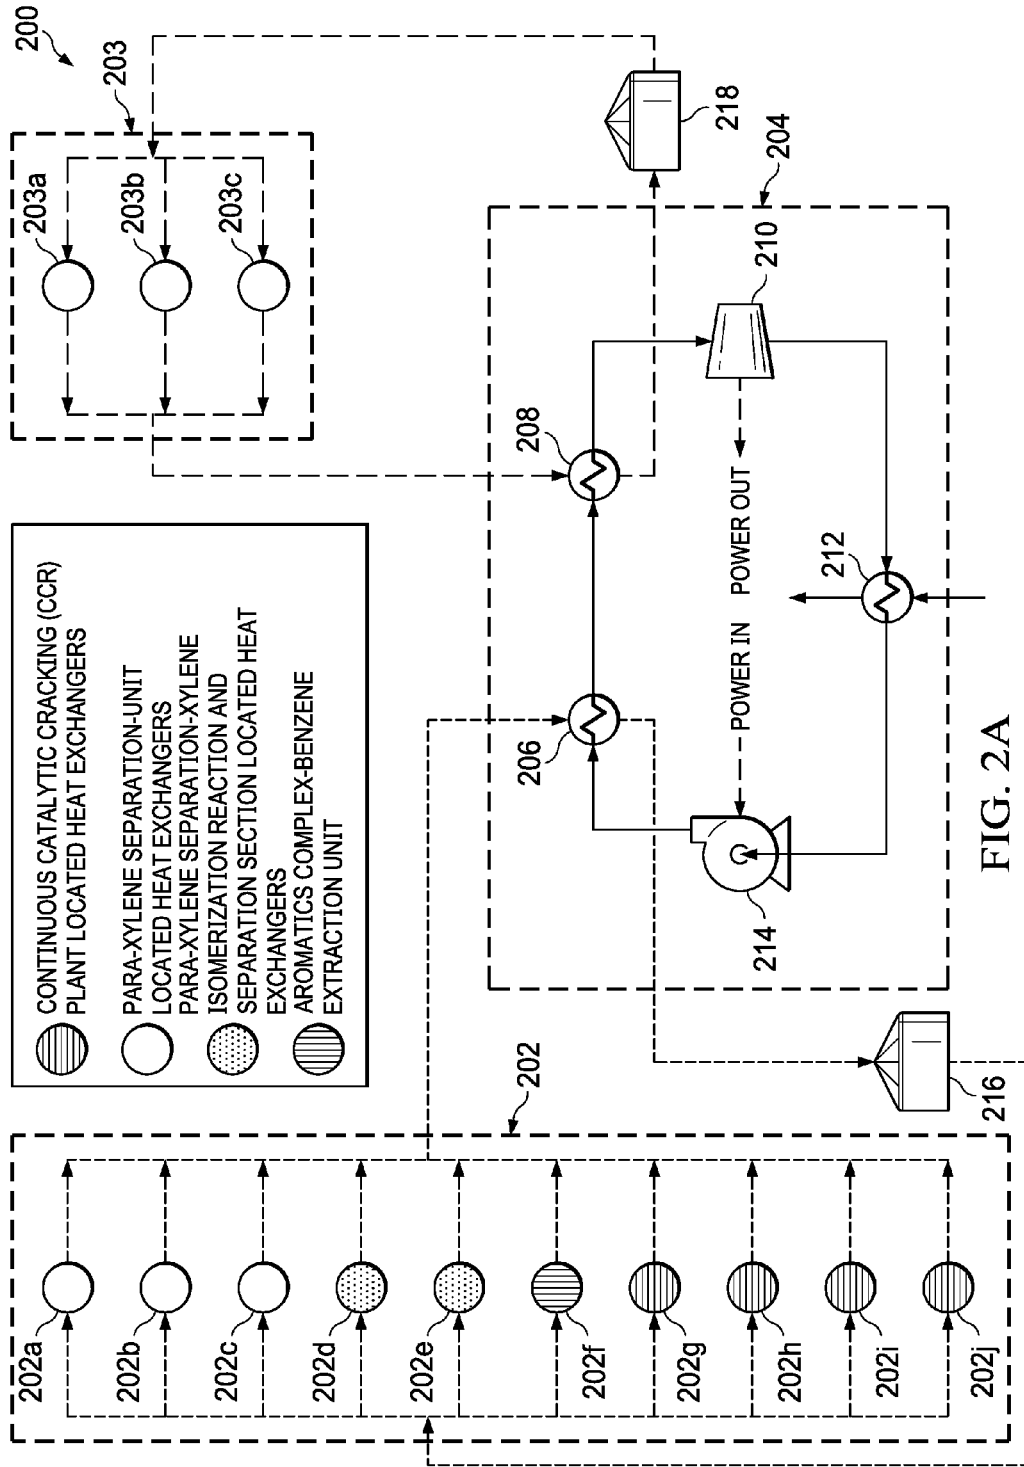 200
203
203a
203b
203c
218
204
210
208
206
212
214
POWER IN
POWER OUT
216
202
202a
202b
202c
202d
202e
202f
202g
202h
202i
202j
CONTINUOUS CATALYTIC CRACKING (CCR)
PLANT LOCATED HEAT EXCHANGERS
PARA-XYLENE SEPARATION-UNIT
LOCATED HEAT EXCHANGERS
PARA-XYLENE SEPARATION-XYLENE
ISOMERIZATION REACTION AND
SEPARATION SECTION LOCATED HEAT
EXCHANGERS
AROMATICS COMPLEX-BENZENE
EXTRACTION UNIT
FIG. 2A